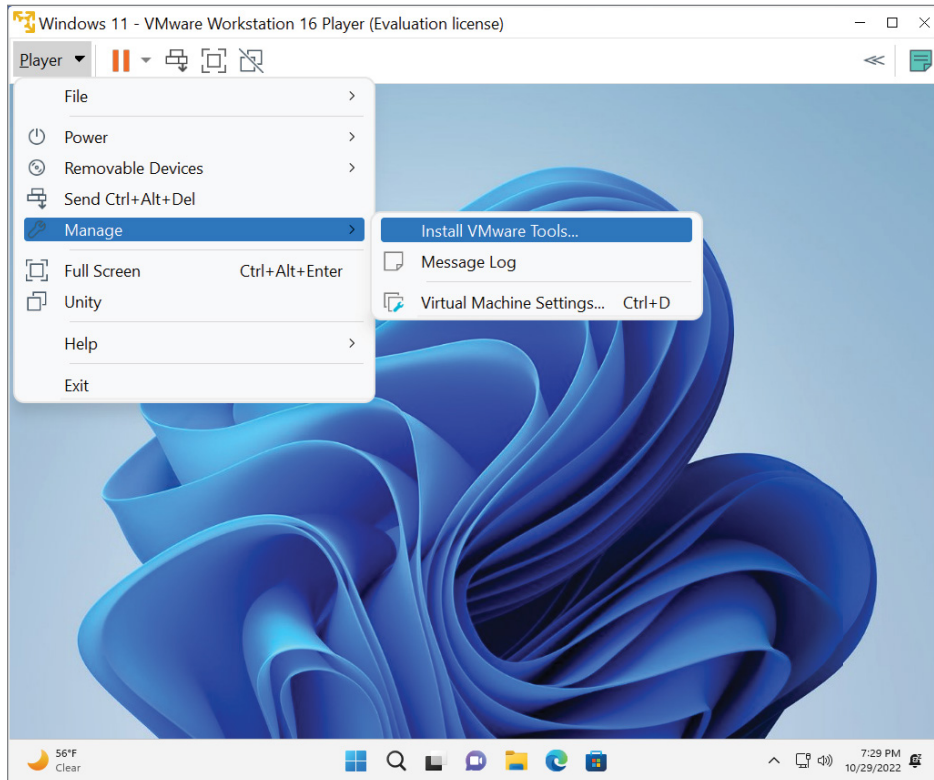 Windows 11 - VMware Workstation 16 Player (Evaluation license)
Player
File
Power
Removable Devices
Send Ctrl+Alt+Del
Manage
Install VMware Tools...
Message Log
Full Screen Ctrl+Alt+Enter
Unity
Virtual Machine Settings... Ctrl+D
Help
Exit
56°F
Clear
7:29 PM
10/29/2022